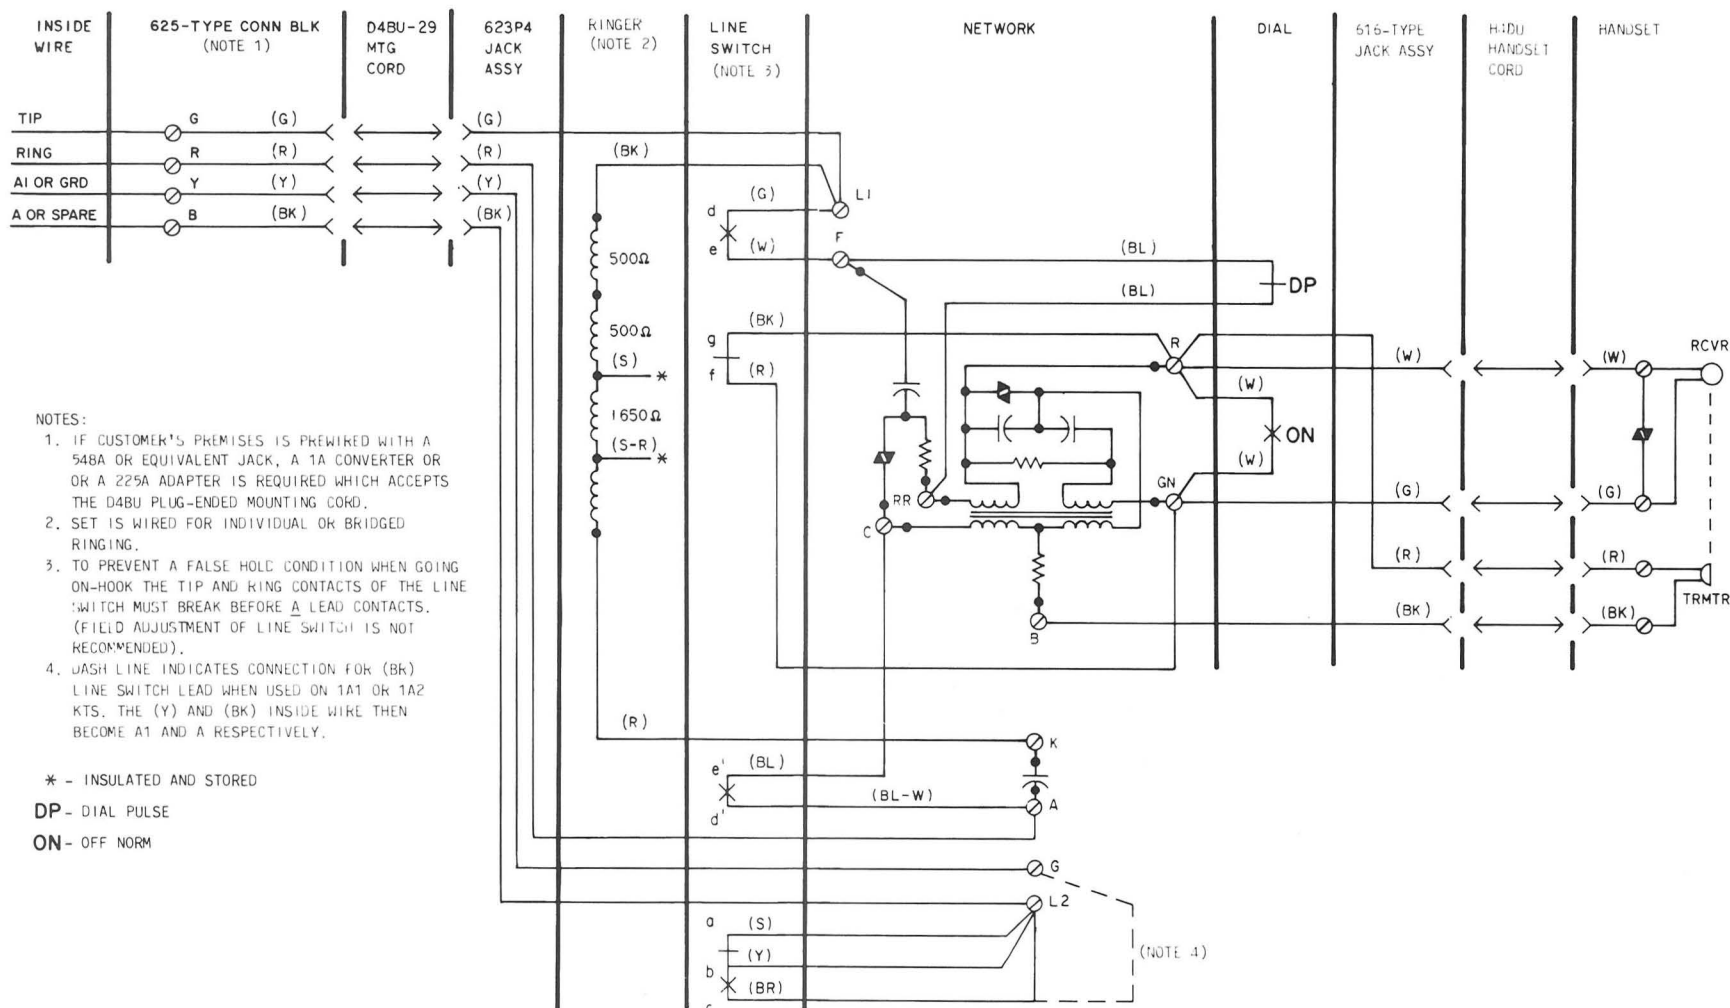 INSIDE
WIRE
625-TYPE CONN BLK
(NOTE 1)
D4BU-29
MTG
CORD
623P4
JACK
ASSY
RINGER
(NOTE 2)
LINE
SWITCH
(NOTE 3)
NETWORK
DIAL
616-TYPE
JACK ASSY
H4DU
HANDSET
CORD
HANDSET
TIP
G
(G)
(G)
RING
R
(R)
(R)
A1 OR GRD
Y
(Y)
(Y)
A OR SPARE
B
(BK)
(BK)
(BK)
L1
d
(G)
F
e
(W)
(BL)
500Ω
DP
(BL)
500Ω
(BK)
g
R
RCVR
(S)
*
f
(R)
(W)
(W)
(W)
1650Ω
(S-R)
*
ON
(W)
RR
GN
(G)
(G)
C
(R)
(R)
TRMTR
B
(BK)
(BK)
NOTES:
1. IF CUSTOMER'S PREMISES IS PREWIRED WITH A
548A OR EQUIVALENT JACK, A 1A CONVERTER OR
OR A 225A ADAPTER IS REQUIRED WHICH ACCEPTS
THE D4BU PLUG-ENDED MOUNTING CORD.
2. SET IS WIRED FOR INDIVIDUAL OR BRIDGED
RINGING.
3. TO PREVENT A FALSE HOLD CONDITION WHEN GOING
ON-HOOK THE TIP AND RING CONTACTS OF THE LINE
SWITCH MUST BREAK BEFORE A LEAD CONTACTS.
(FIELD ADJUSTMENT OF LINE SWITCH IS NOT
RECOMMENDED).
4. DASH LINE INDICATES CONNECTION FOR (BR)
LINE SWITCH LEAD WHEN USED ON 1A1 OR 1A2
KTS. THE (Y) AND (BK) INSIDE WIRE THEN
BECOME A1 AND A RESPECTIVELY.
* - INSULATED AND STORED
DP - DIAL PULSE
ON - OFF NORM
(R)
K
e'
(BL)
(BL-W)
A
d'
G
L2
a
(S)
(Y)
b
(BR)
(NOTE 4)